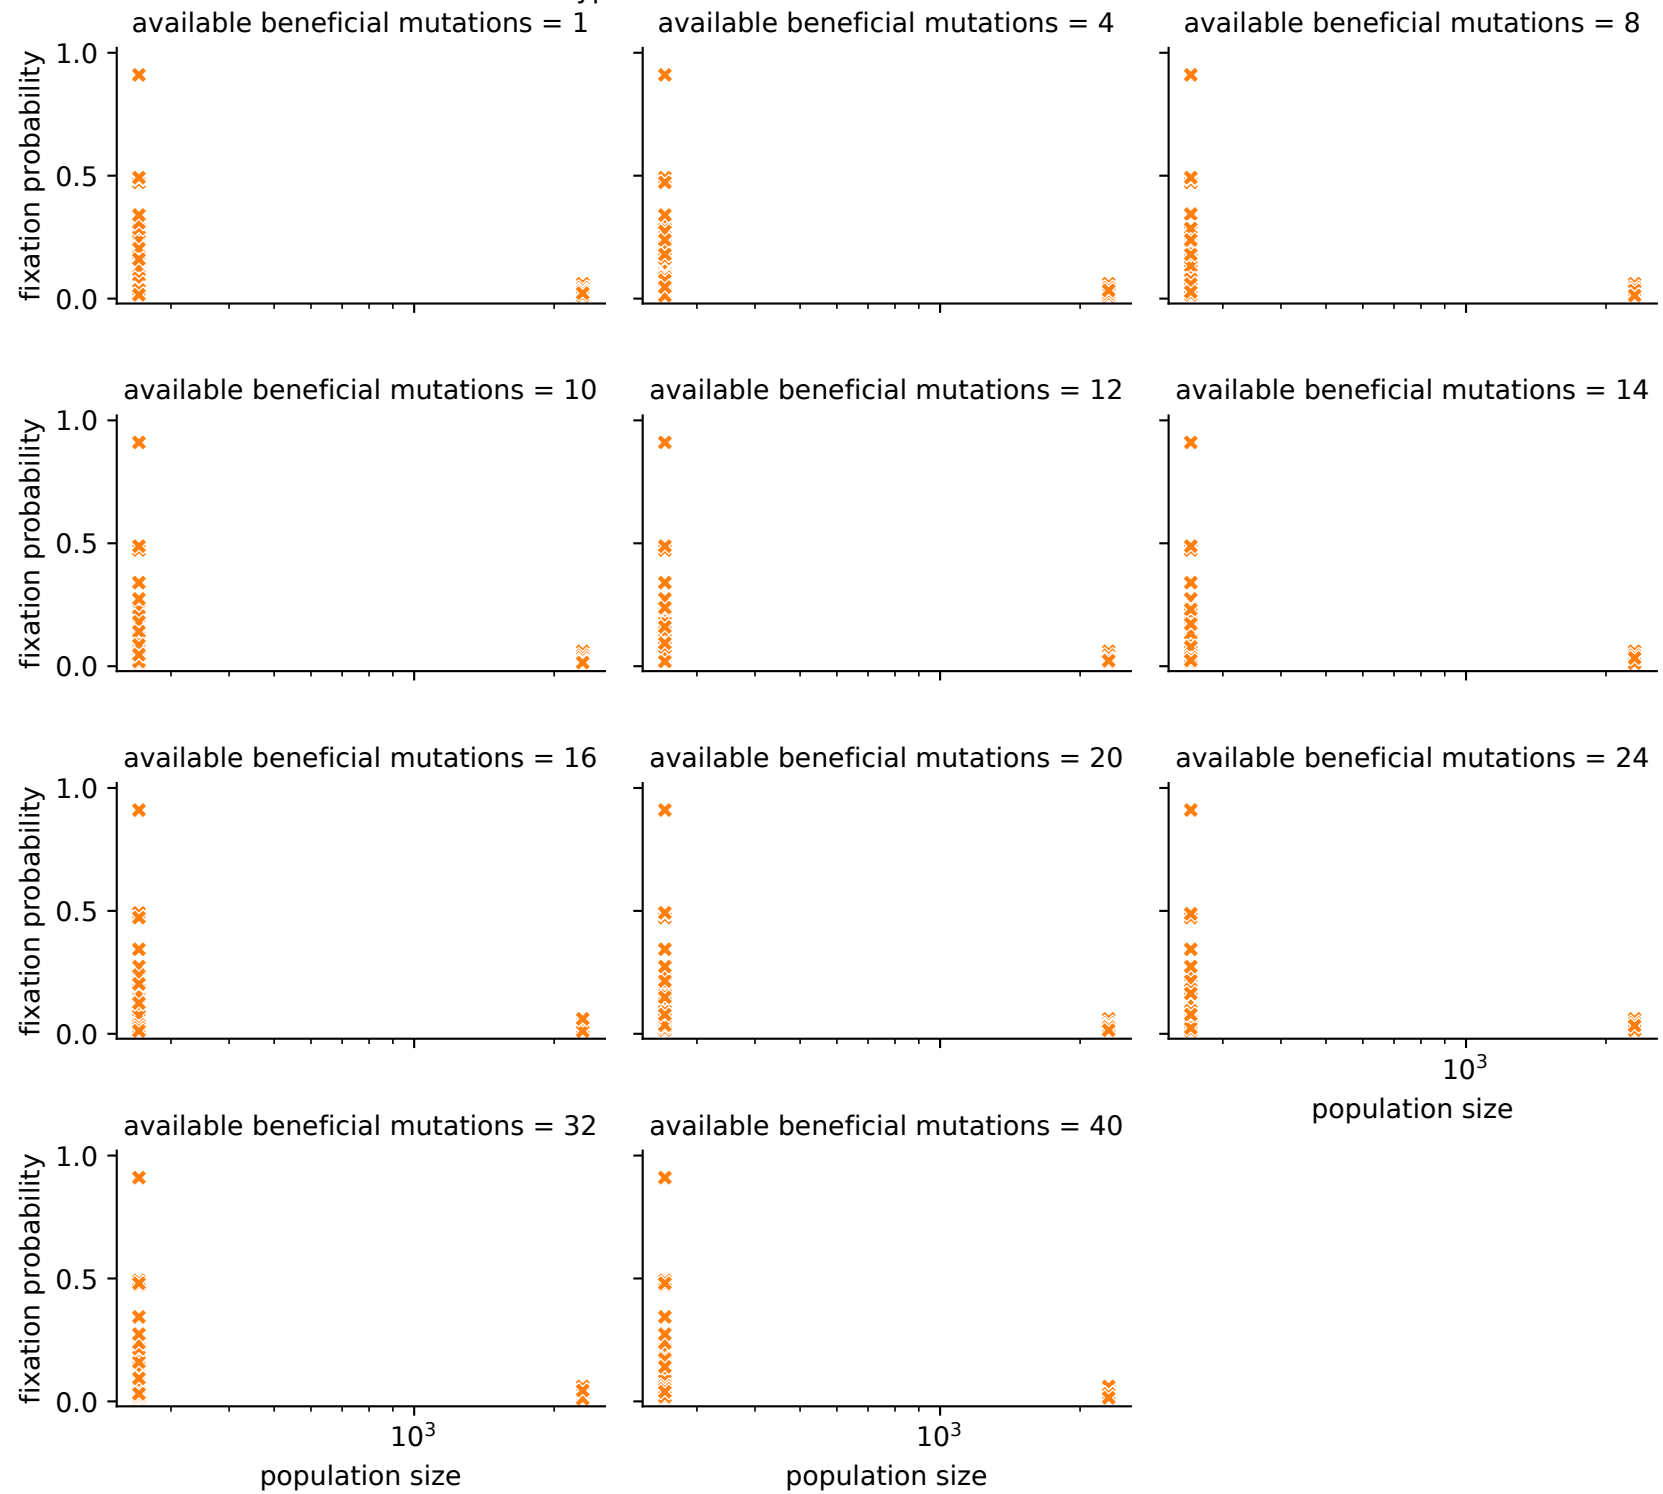 available beneficial mutations = 1
available beneficial mutations = 4
available beneficial mutations = 8
fixation probability
1.0
0.5
0.0
available beneficial mutations = 10
available beneficial mutations = 12
available beneficial mutations = 14
fixation probability
1.0
0.5
0.0
available beneficial mutations = 16
available beneficial mutations = 20
available beneficial mutations = 24
fixation probability
1.0
0.5
0.0
10³
population size
available beneficial mutations = 32
available beneficial mutations = 40
fixation probability
1.0
0.5
0.0
10³
10³
population size
population size